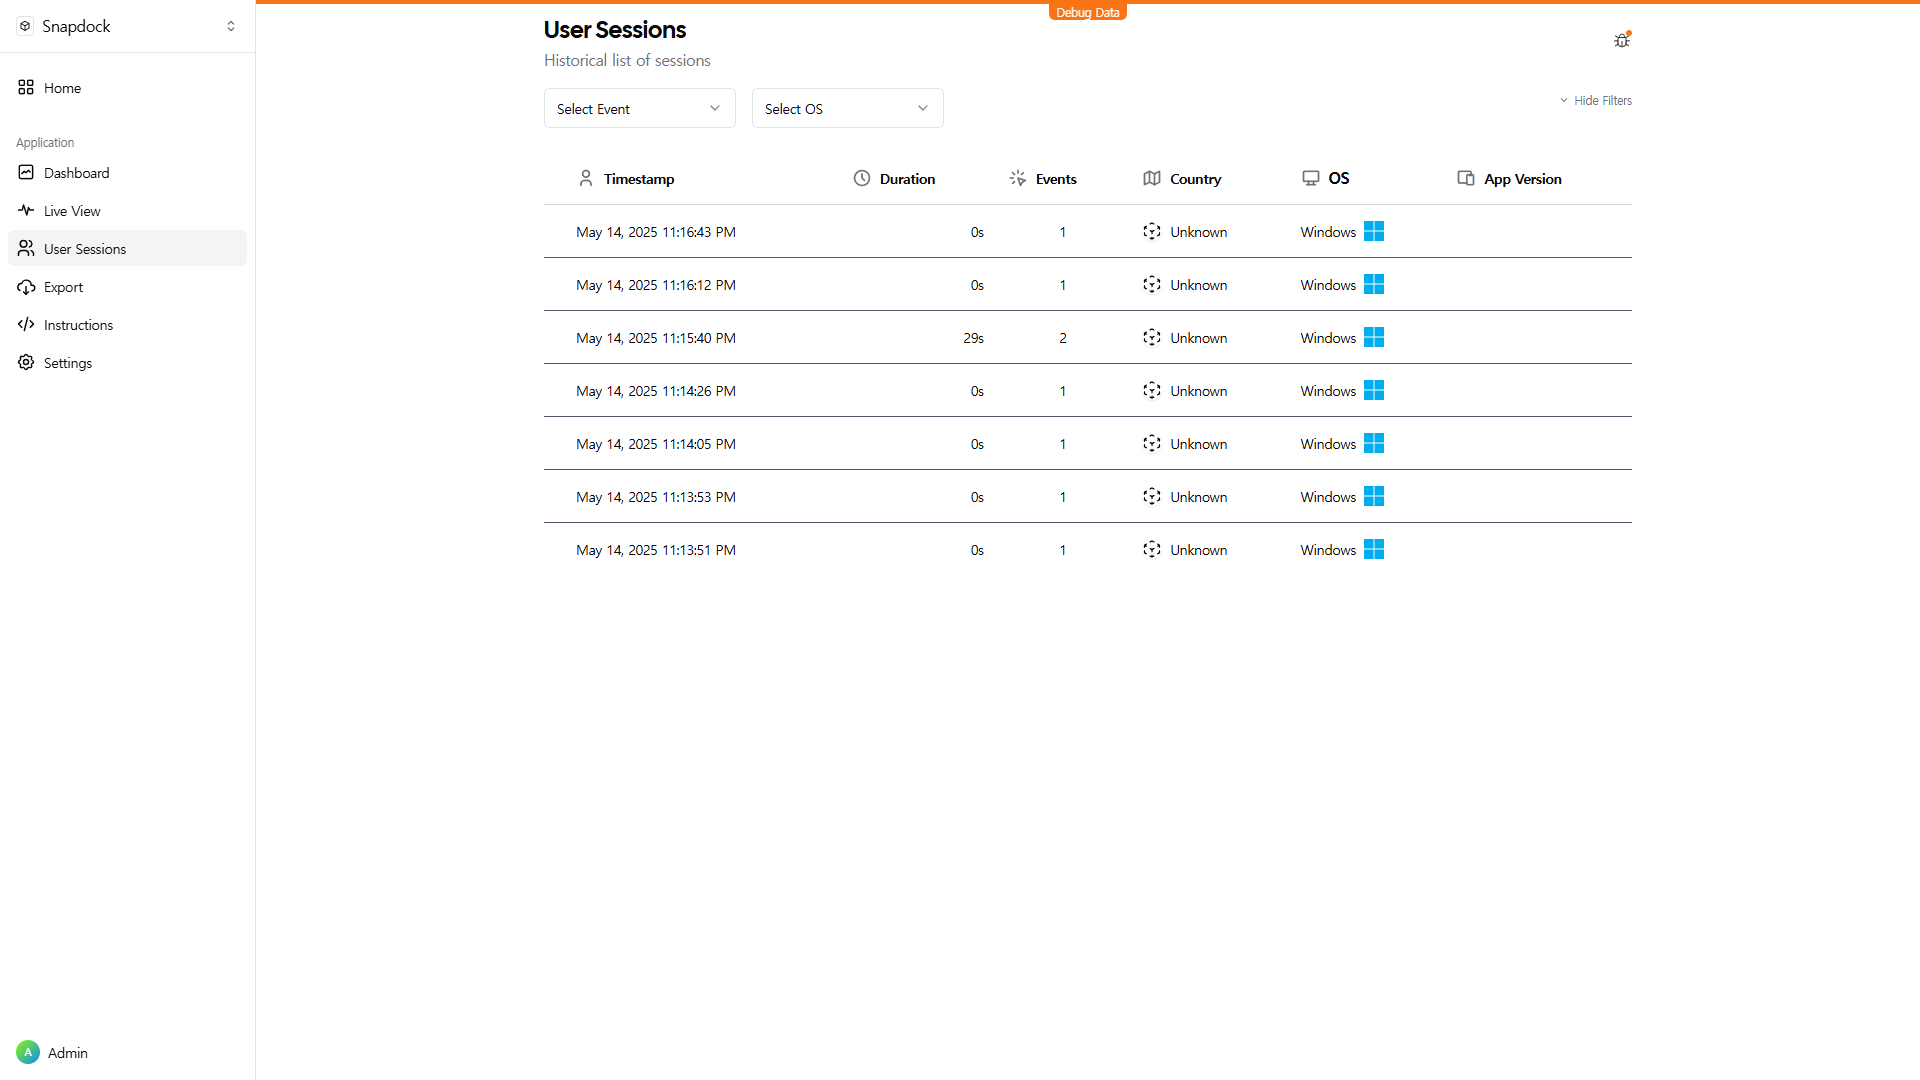 Snapdock
Debug Data
User Sessions
Historical list of sessions
Home
Select Event
Select OS
Hide Filters
Application
Dashboard
Live View
User Sessions
Export
Instructions
Settings
Timestamp Duration Events Country OS App Version
May 14, 2025 11:16:43 PM 0s 1 Unknown Windows
May 14, 2025 11:16:12 PM 0s 1 Unknown Windows
May 14, 2025 11:15:40 PM 29s 2 Unknown Windows
May 14, 2025 11:14:26 PM 0s 1 Unknown Windows
May 14, 2025 11:14:05 PM 0s 1 Unknown Windows
May 14, 2025 11:13:53 PM 0s 1 Unknown Windows
May 14, 2025 11:13:51 PM 0s 1 Unknown Windows
A Admin